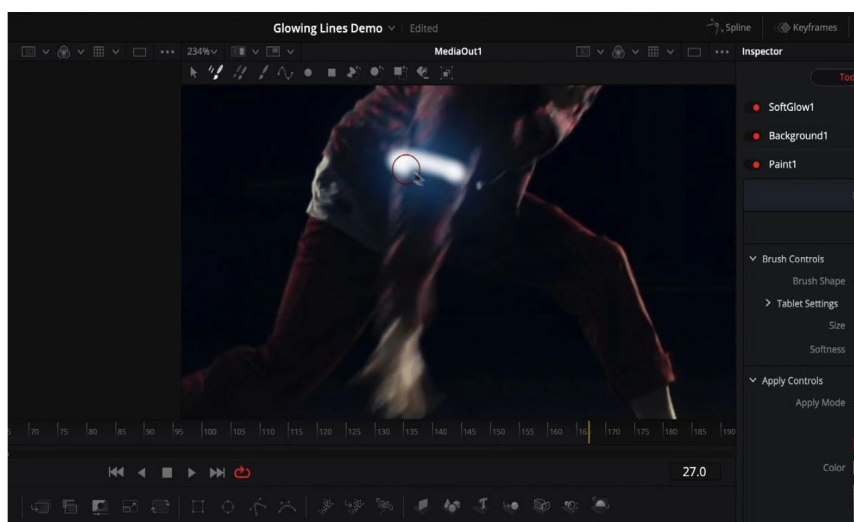 Glowing Lines Demo Edited
Spline
Keyframes
234%
MediaOut1
Inspector
SoftGlow1
Background1
Paint1
Brush Controls
Brush Shape
Tablet Settings
Size
Softness
Apply Controls
Apply Mode
Color
70 75 80 85 90 95 100 105 110 115 120 125 130 135 140 145 150 155 160 170 175 180 185 190
27.0